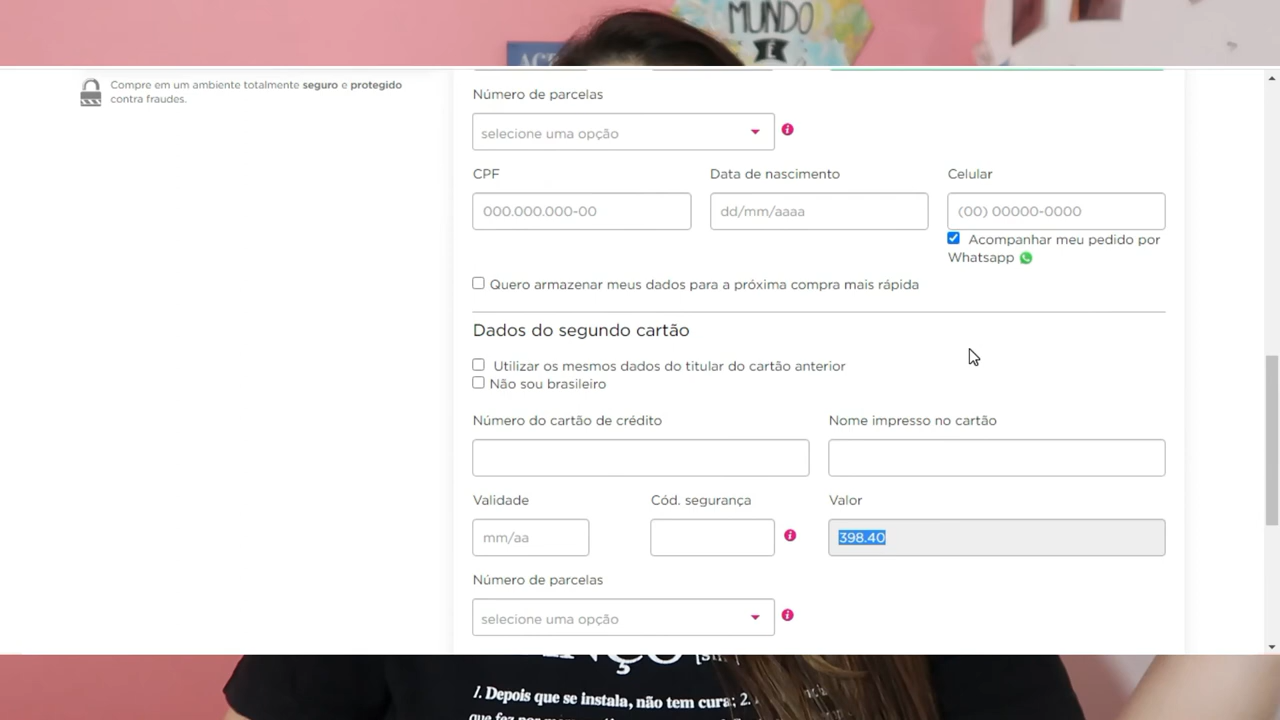 MUNDO
É
Compre em um ambiente totalmente seguro e protegido
contra fraudes.
Número de parcelas
selecione uma opção
CPF
Data de nascimento
Celular
000.000.000-00
dd/mm/aaaa
(00) 00000-0000
Acompanhar meu pedido por
Whatsapp
Quero armazenar meus dados para a próxima compra mais rápida
Dados do segundo cartão
Utilizar os mesmos dados do titular do cartão anterior
Não sou brasileiro
Número do cartão de crédito
Nome impresso no cartão
Validade
Cód. segurança
Valor
mm/aa
398.40
Número de parcelas
selecione uma opção
1. Depois que se instala, não tem cura; 2.
que fez por